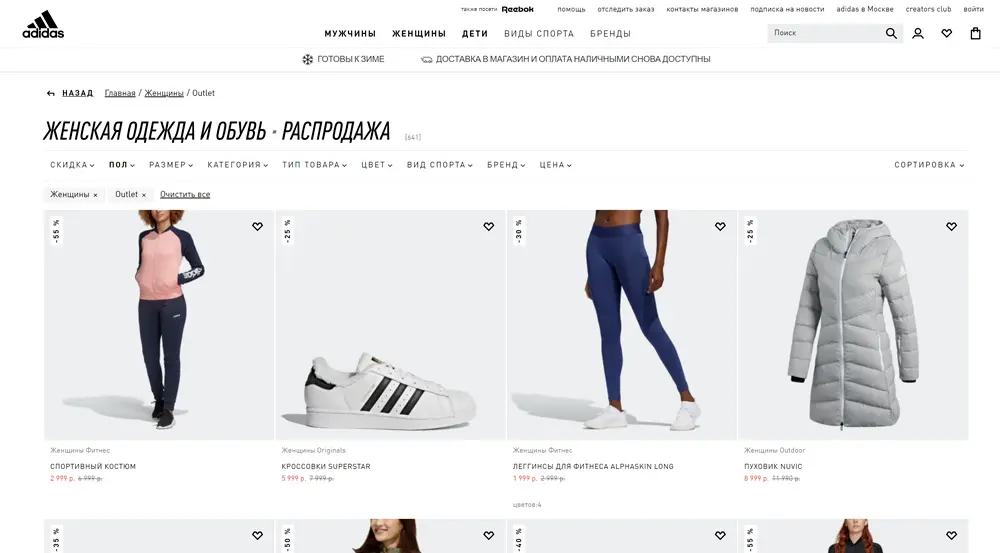 также посети Reebok помощь отследить заказ контакты магазинов подписка на новости adidas в Москве creators club войти
adidas
МУЖЧИНЫ ЖЕНЩИНЫ ДЕТИ ВИДЫ СПОРТА БРЕНДЫ Поиск
ГОТОВЫ К ЗИМЕ ДОСТАВКА В МАГАЗИН И ОПЛАТА НАЛИЧНЫМИ СНОВА ДОСТУПНЫ
НАЗАД Главная / Женщины / Outlet
ЖЕНСКАЯ ОДЕЖДА И ОБУВЬ · РАСПРОДАЖА [641]
СКИДКА ПОЛ РАЗМЕР КАТЕГОРИЯ ТИП ТОВАРА ЦВЕТ ВИД СПОРТА БРЕНД ЦЕНА СОРТИРОВКА
Женщины × Outlet × Очистить все
-55 % -25 % -30 % -25 %
adidas
Женщины Фитнес Женщины Originals Женщины Фитнес Женщины Outdoor
СПОРТИВНЫЙ КОСТЮМ КРОССОВКИ SUPERSTAR ЛЕГГИНСЫ ДЛЯ ФИТНЕСА ALPHASKIN LONG ПУХОВИК NUVIC
2 999 р. 6 999 р. 5 999 р. 7 999 р. 1 999 р. 2 999 р. 8 999 р. 11 990 р.
цветов:4
-35 % -50 % -40 % -55 %